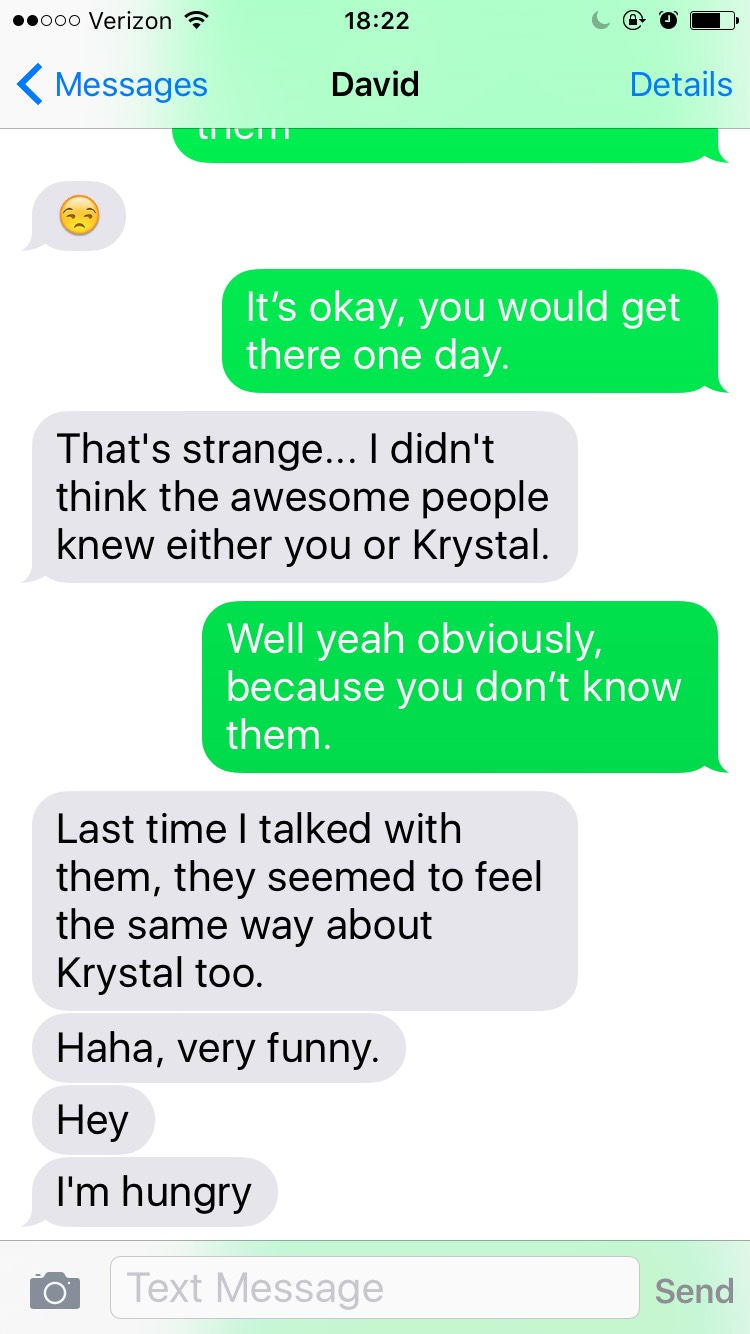 Verizon 18:22
Messages David Details
them
It’s okay, you would get
there one day.
That's strange... I didn't
think the awesome people
knew either you or Krystal.
Well yeah obviously,
because you don’t know
them.
Last time I talked with
them, they seemed to feel
the same way about
Krystal too.
Haha, very funny.
Hey
I'm hungry
Text Message Send